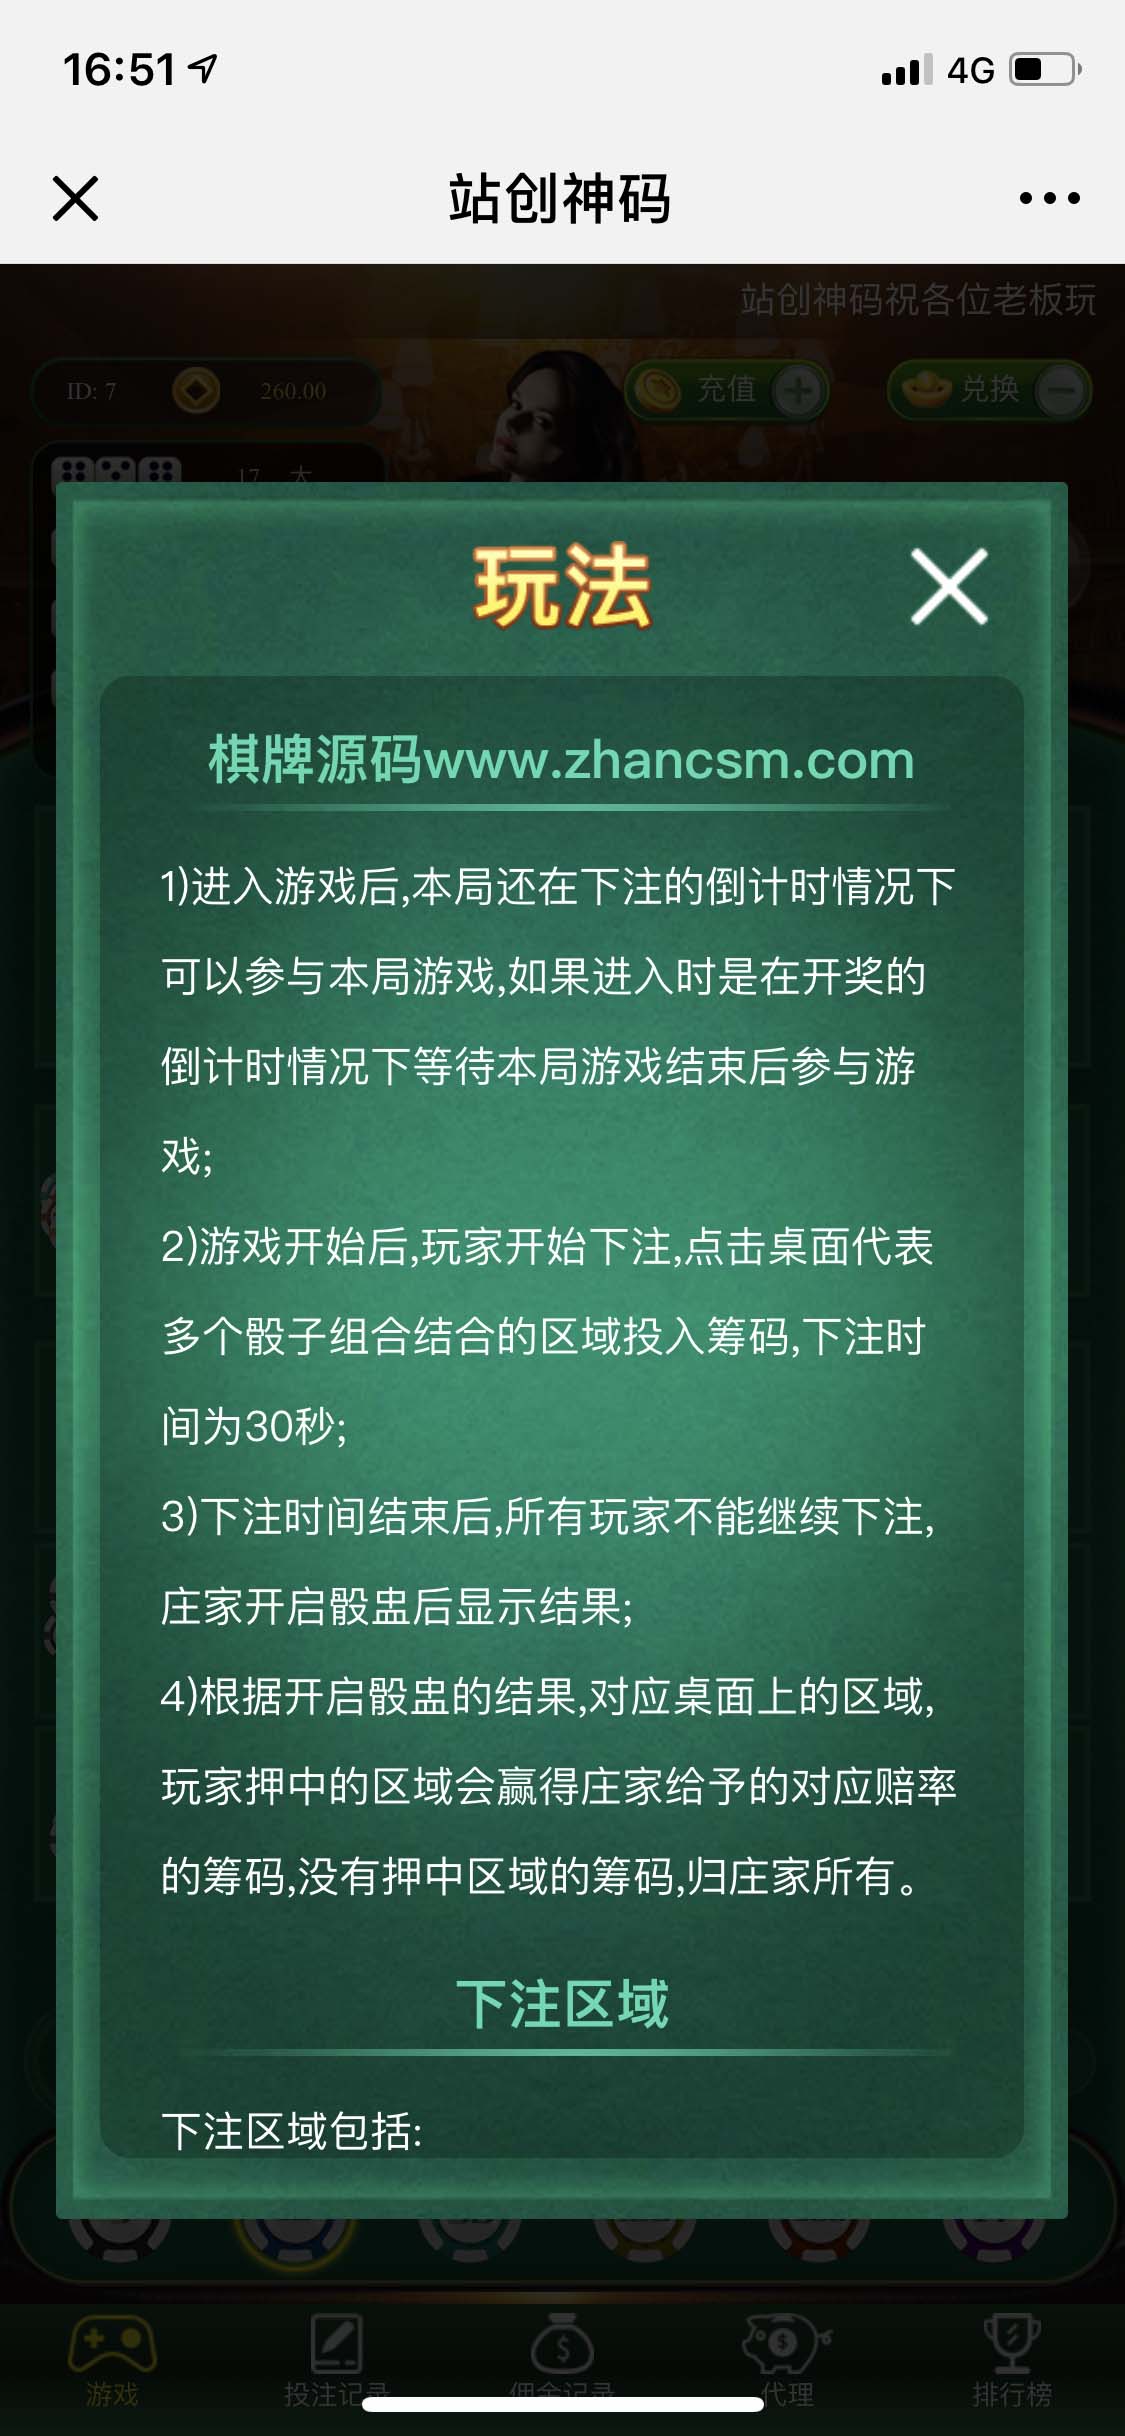 16:51
4G
站创神码
站创神码祝各位老板玩
ID: 7
260.00
充值
兑换
17 大
玩法
棋牌源码www.zhancsm.com
1)进入游戏后,本局还在下注的倒计时情况下
可以参与本局游戏,如果进入时是在开奖的
倒计时情况下等待本局游戏结束后参与游
戏;
2)游戏开始后,玩家开始下注,点击桌面代表
多个骰子组合结合的区域投入筹码,下注时
间为30秒;
3)下注时间结束后,所有玩家不能继续下注,
庄家开启骰盅后显示结果;
4)根据开启骰盅的结果,对应桌面上的区域,
玩家押中的区域会赢得庄家给予的对应赔率
的筹码,没有押中区域的筹码,归庄家所有。
下注区域
下注区域包括:
游戏
投注记录
佣金记录
代理
排行榜